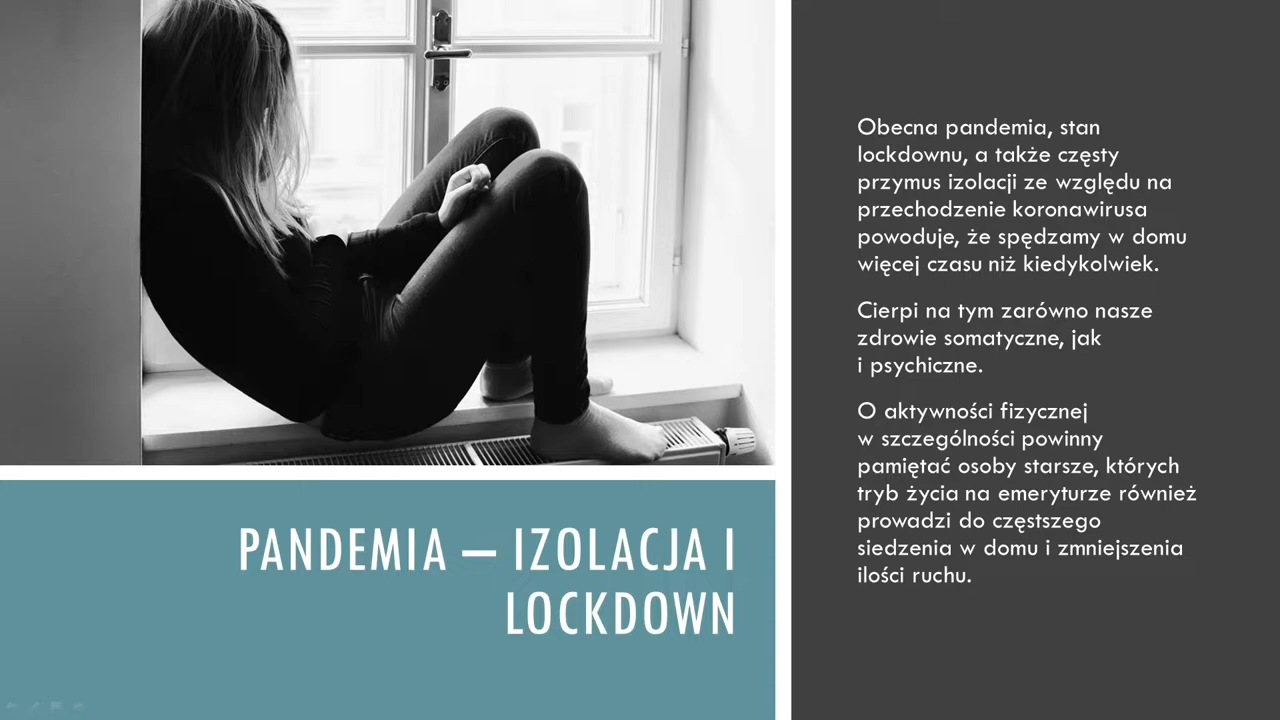 PANDEMIA – IZOLACJA I
LOCKDOWN
Obecna pandemia, stan
lockdownu, a także częsty
przymus izolacji ze względu na
przechodzenie koronawirusa
powoduje, że spędzamy w domu
więcej czasu niż kiedykolwiek.
Cierpi na tym zarówno nasze
zdrowie somatyczne, jak
i psychiczne.
O aktywności fizycznej
w szczególności powinny
pamiętać osoby starsze, których
tryb życia na emeryturze również
prowadzi do częstszego
siedzenia w domu i zmniejszenia
ilości ruchu.